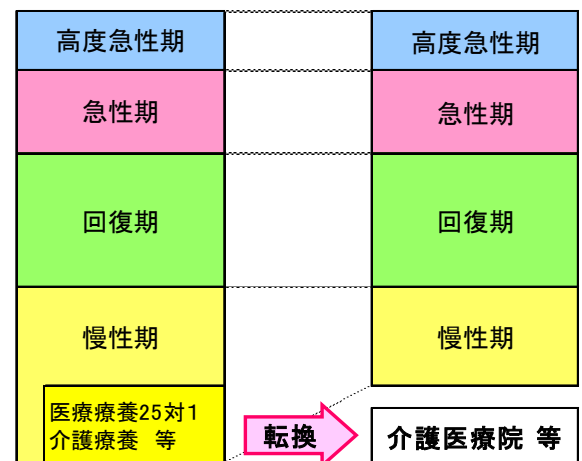 高度急性期
急性期
回復期
慢性期
医療療養25対1
介護療養 等
転換
高度急性期
急性期
回復期
慢性期
介護医療院 等